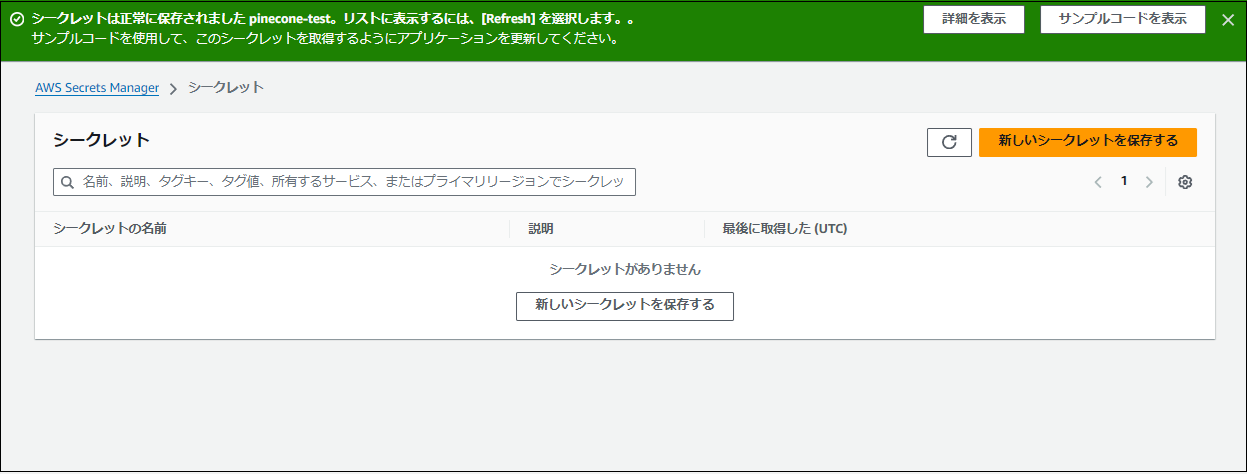 シークレットは正常に保存されました pinecone-test。リストに表示するには、[Refresh] を選択します。。
サンプルコードを使用して、このシークレットを取得するようにアプリケーションを更新してください。
詳細を表示
サンプルコードを表示
AWS Secrets Manager
シークレット
シークレット
新しいシークレットを保存する
名前、説明、タグキー、タグ値、所有するサービス、またはプライマリリージョンでシークレッ
1
シークレットの名前
説明
最後に取得した (UTC)
シークレットがありません
新しいシークレットを保存する